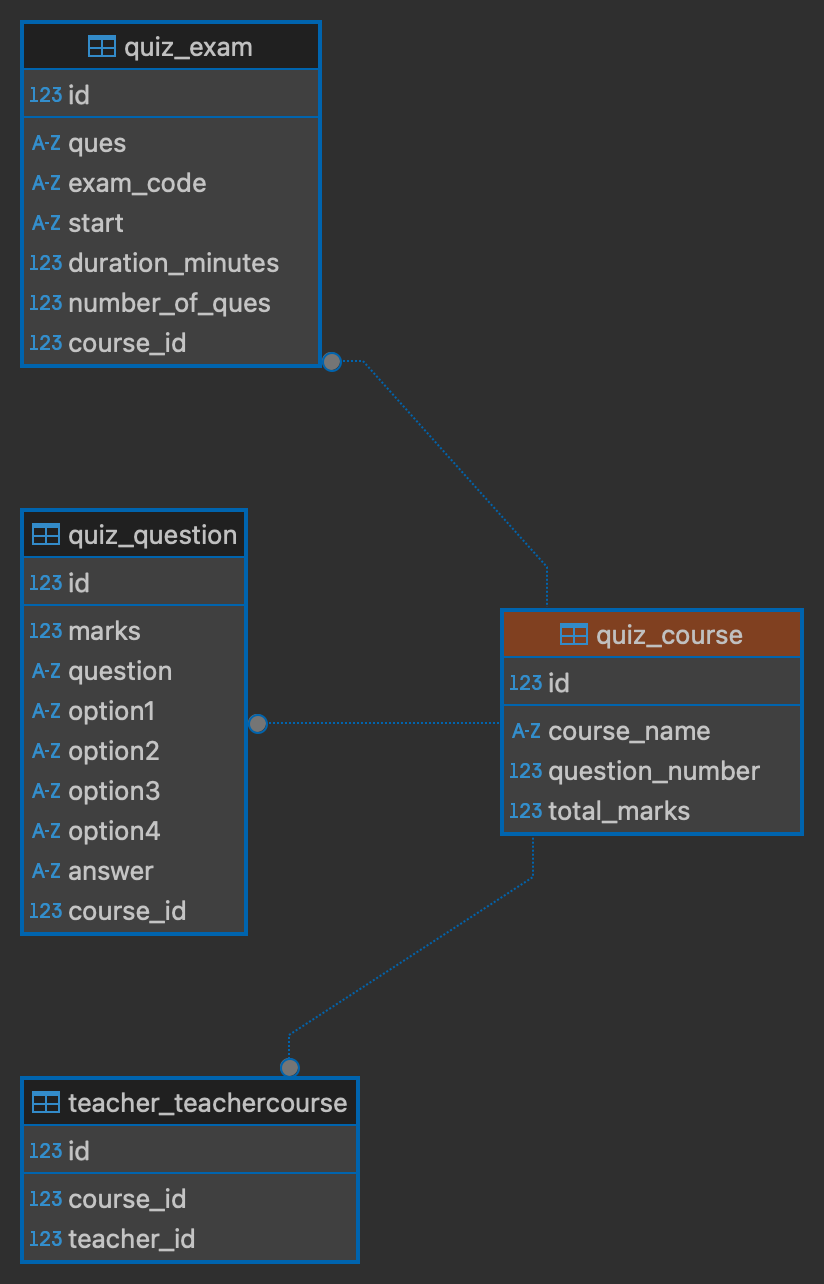 quiz_exam
123 id
A-Z ques
A-Z exam_code
A-Z start
123 duration_minutes
123 number_of_ques
123 course_id
quiz_question
123 id
123 marks
A-Z question
A-Z option1
A-Z option2
A-Z option3
A-Z option4
A-Z answer
123 course_id
quiz_course
123 id
A-Z course_name
123 question_number
123 total_marks
teacher_teachercourse
123 id
123 course_id
123 teacher_id